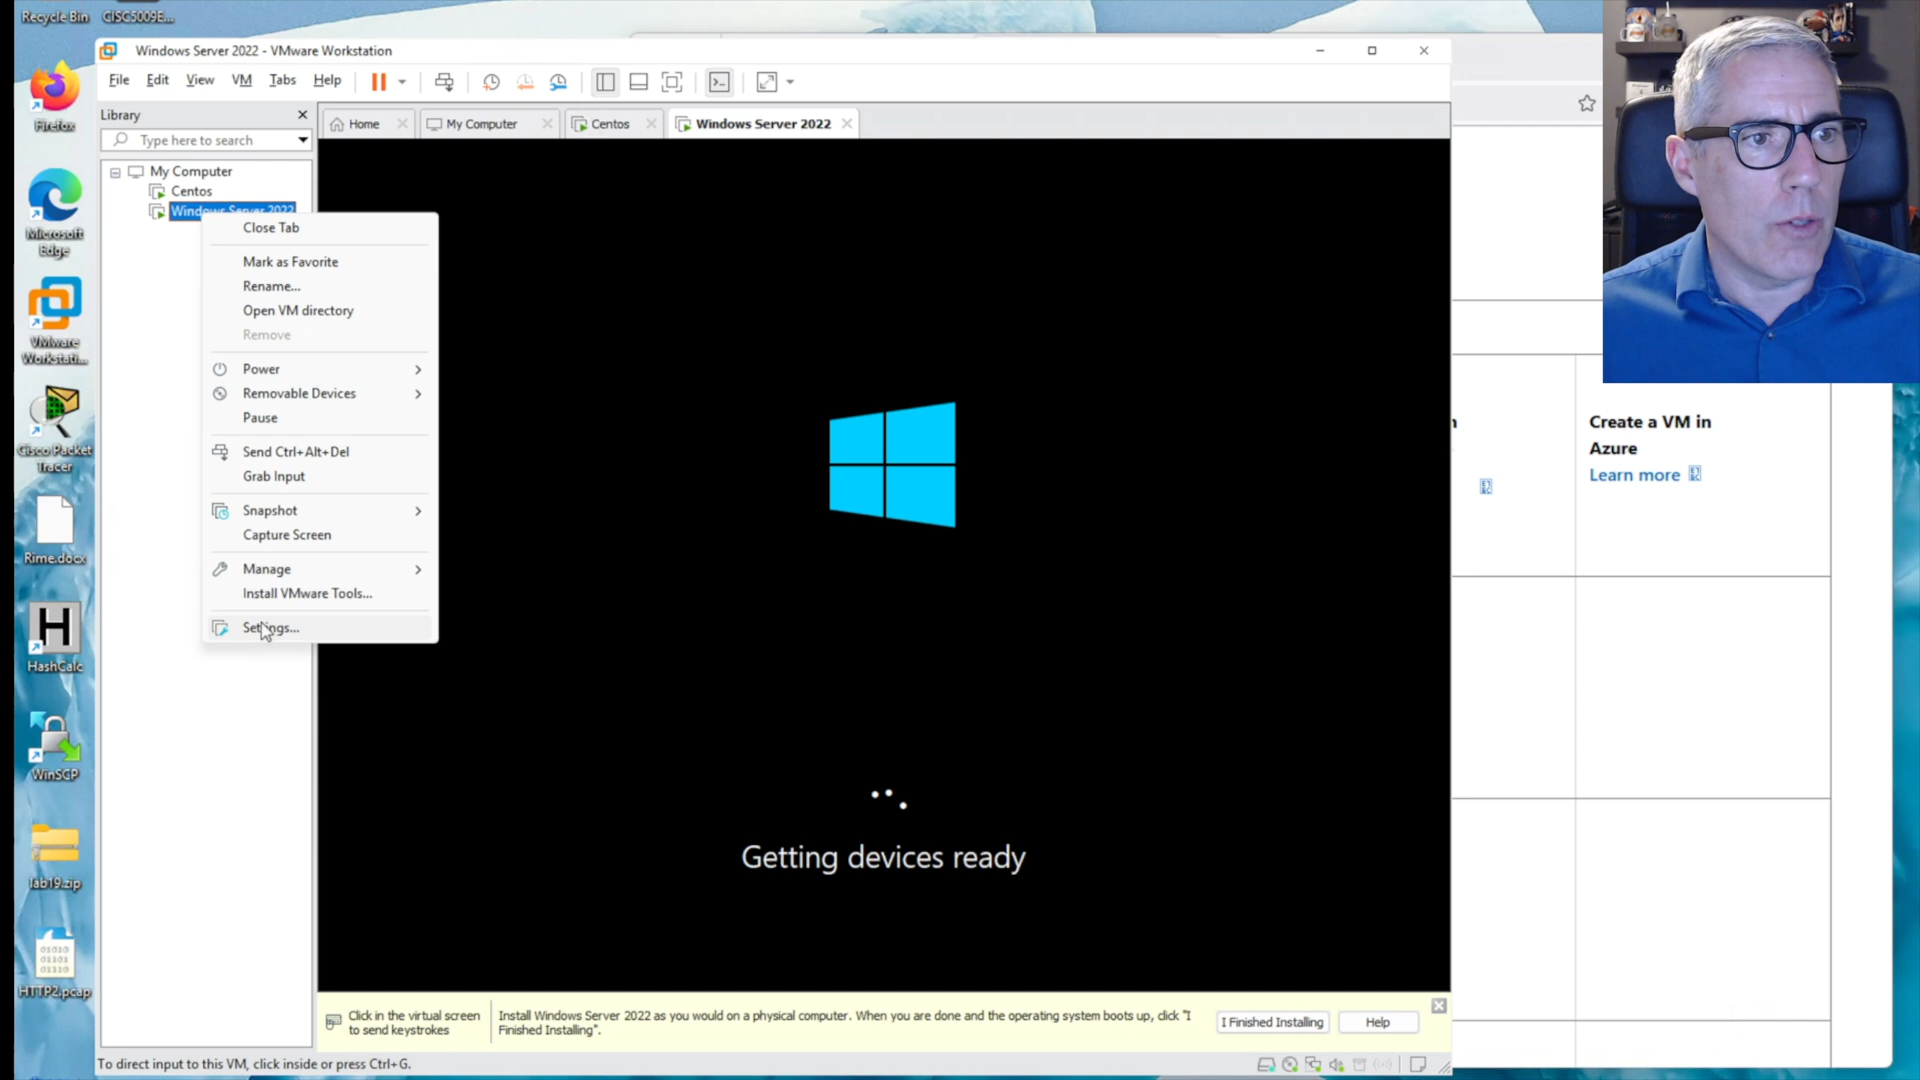 Recycle Bin
CISC5009E...
Windows Server 2022 - VMware Workstation
File
Edit
View
VM
Tabs
Help
Library
Type here to search
Home
My Computer
Centos
Windows Server 2022
My Computer
Centos
Windows Server 2022
Firefox
Microsoft
Edge
VMware
Workstati...
Cisco Packet
Tracer
Rime.docx
H
HashCalc
WinSCP
lab19.zip
HTTP2.pcap
Close Tab
Mark as Favorite
Rename...
Open VM directory
Remove
Power
Removable Devices
Pause
Send Ctrl+Alt+Del
Grab Input
Snapshot
Capture Screen
Manage
Install VMware Tools...
Settings...
Getting devices ready
Create a VM in
Azure
Learn more
Click in the virtual screen
to send keystrokes
Install Windows Server 2022 as you would on a physical computer. When you are done and the operating system boots up, click "I
Finished Installing".
I Finished Installing
Help
To direct input to this VM, click inside or press Ctrl+G.